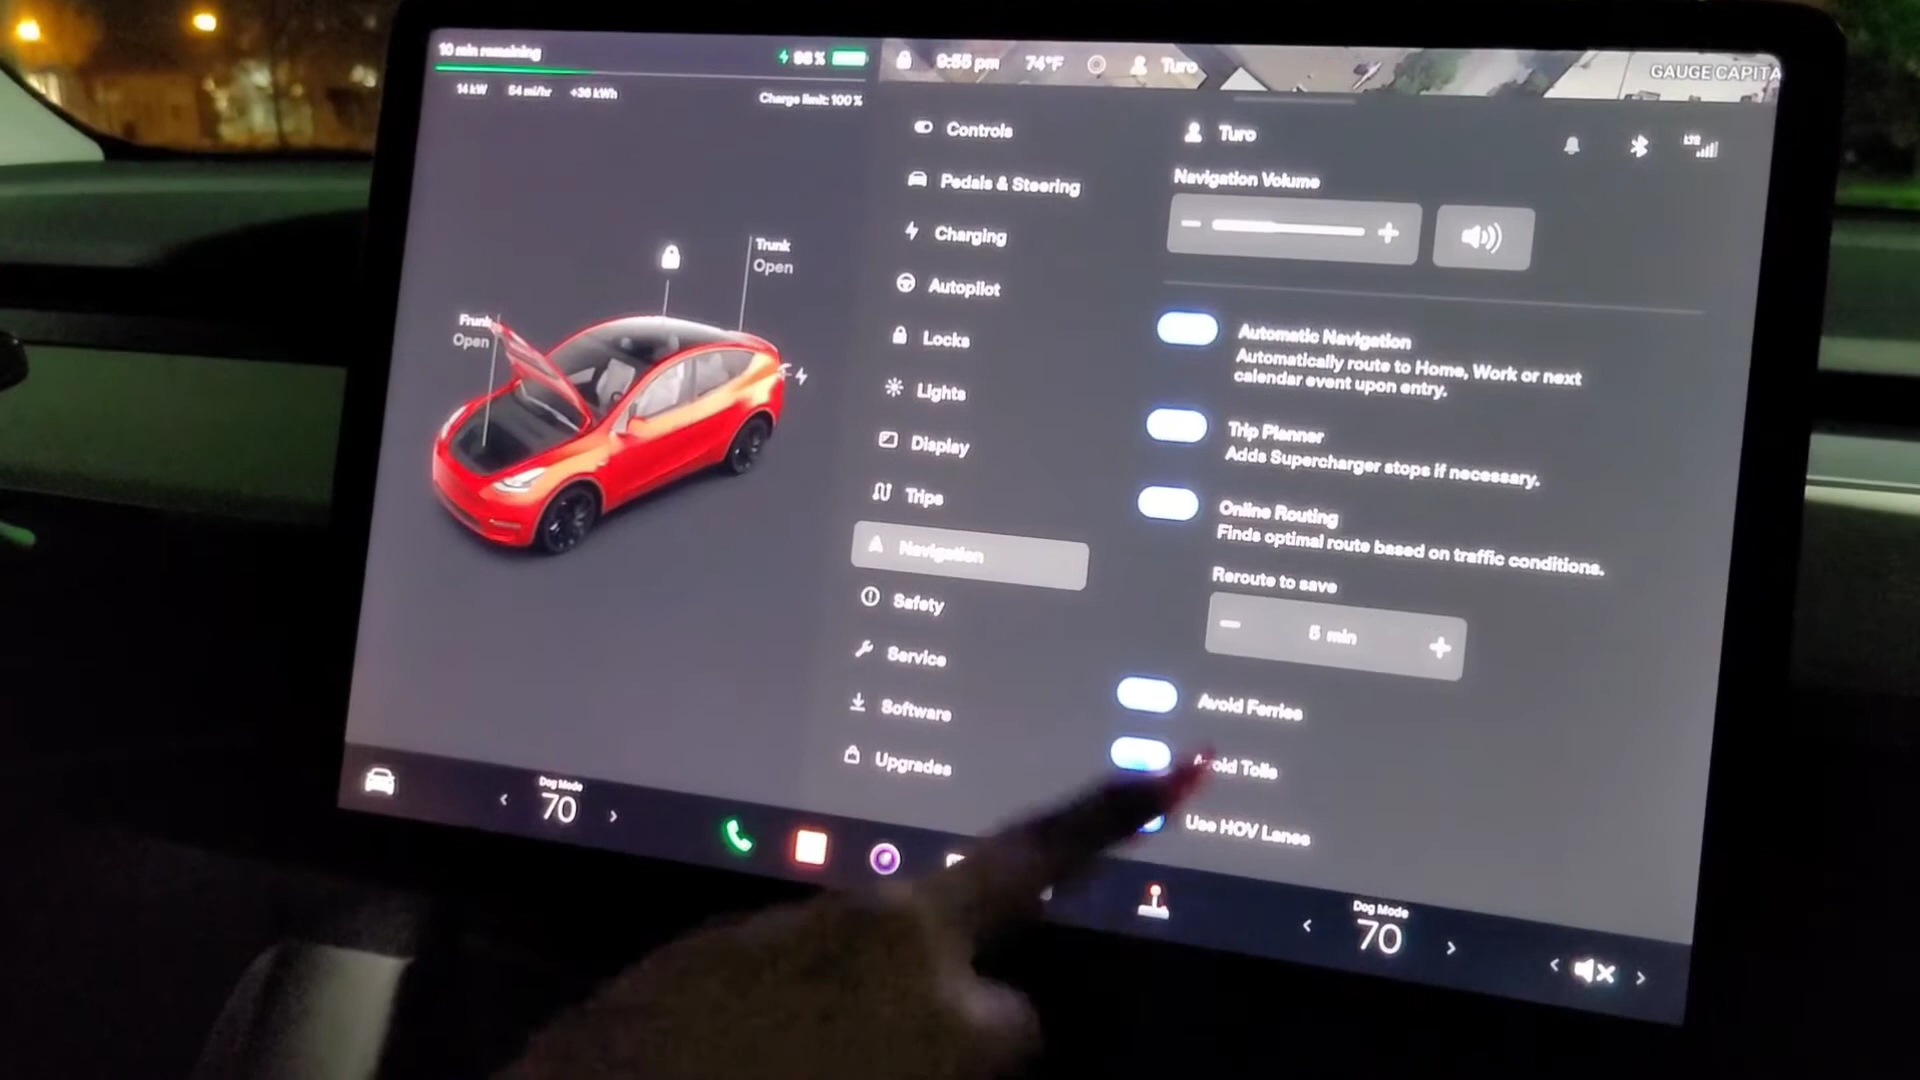 10 min remaining
98 %
14 kW 54 mi/hr +36 kWh
Charge limit: 100 %
Trunk
Open
Frunk
Open
9:55 pm 74°F Turo
GAUGE CAPITA
Controls
Pedals & Steering
Charging
Autopilot
Locks
Lights
Display
Trips
Navigation
Safety
Service
Software
Upgrades
Turo
LTE
Navigation Volume
Automatic Navigation
Automatically route to Home, Work or next
calendar event upon entry.
Trip Planner
Adds Supercharger stops if necessary.
Online Routing
Finds optimal route based on traffic conditions.
Reroute to save
5 min
Avoid Ferries
Avoid Tolls
Use HOV Lanes
Dog Mode
70
Dog Mode
70